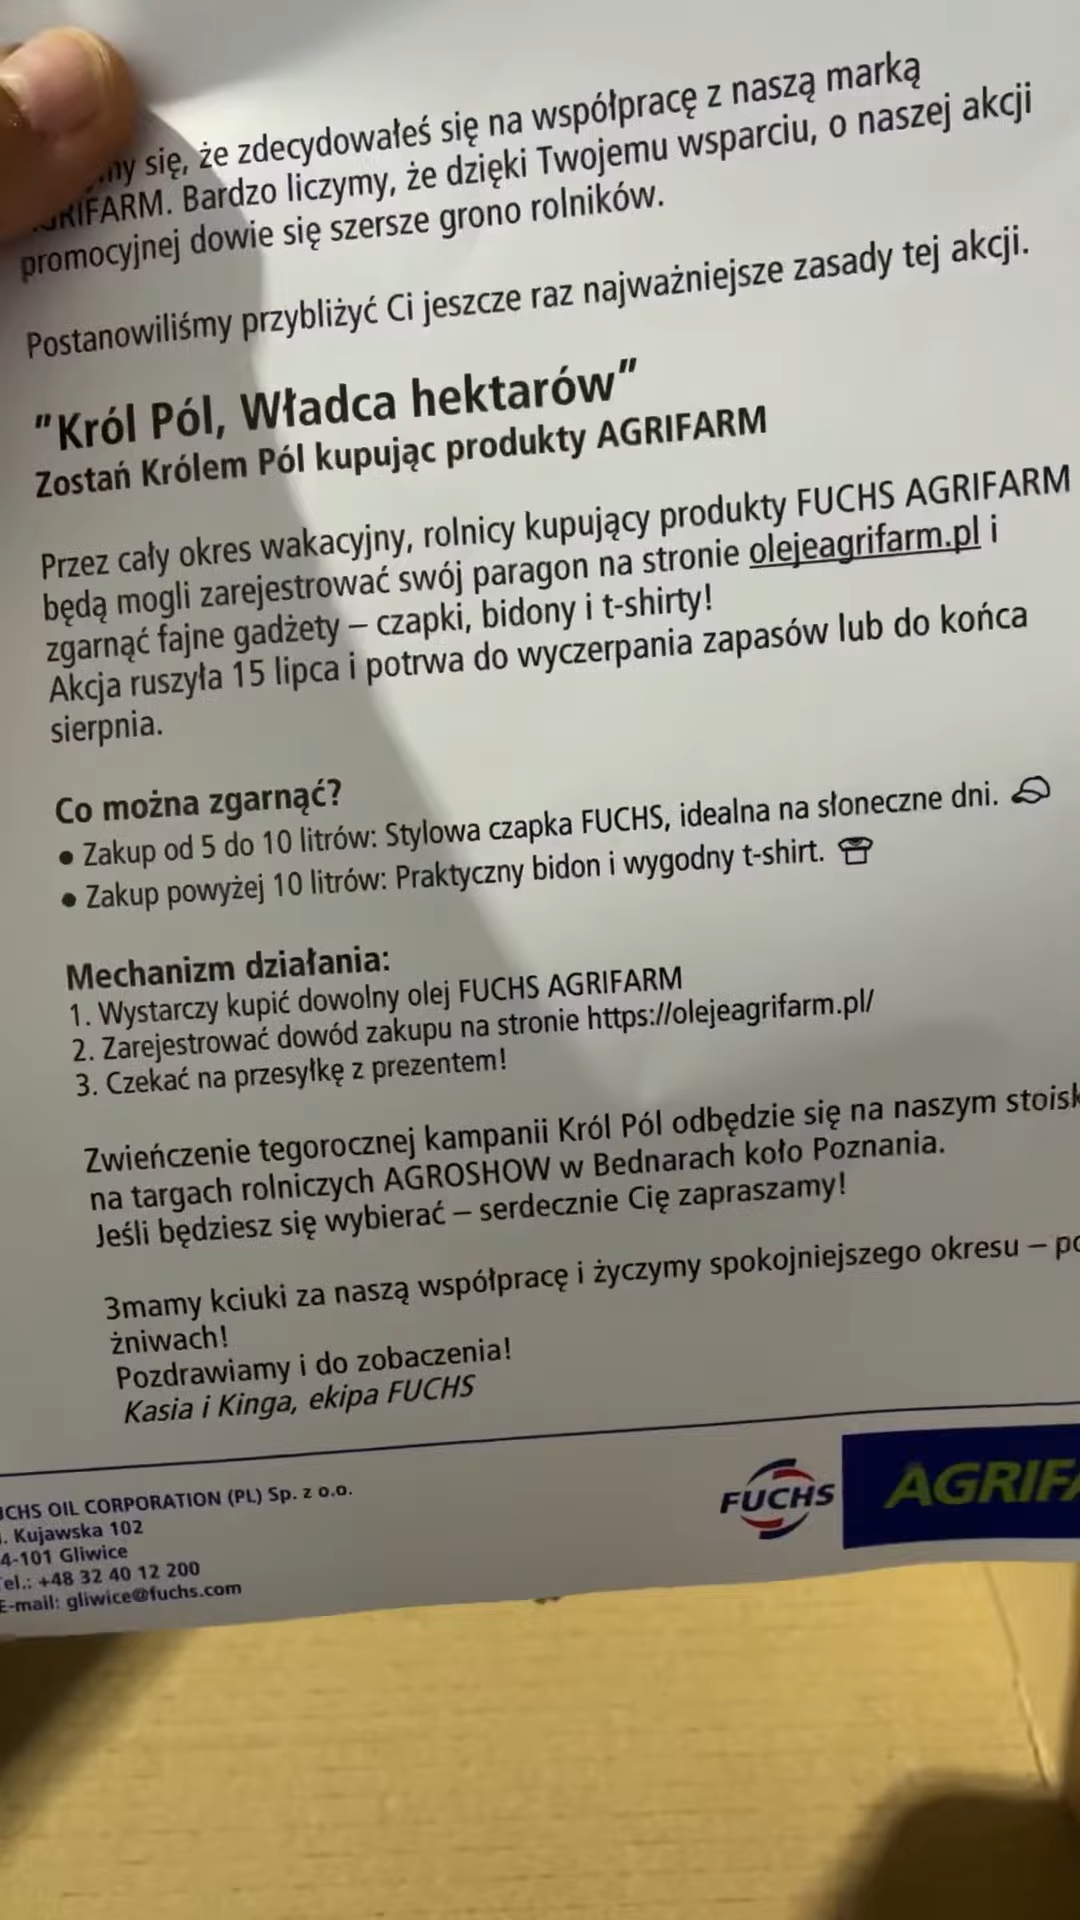 się, że zdecydowałeś się na współpracę z naszą marką
AGRIFARM. Bardzo liczymy, że dzięki Twojemu wsparciu, o naszej akcji
promocyjnej dowie się szersze grono rolników.
Postanowiliśmy przybliżyć Ci jeszcze raz najważniejsze zasady tej akcji.
"Król Pól, Władca hektarów"
Zostań Królem Pól kupując produkty AGRIFARM
Przez cały okres wakacyjny, rolnicy kupujący produkty FUCHS AGRIFARM
będą mogli zarejestrować swój paragon na stronie olejeagrifarm.pl i
zgarnąć fajne gadżety – czapki, bidony i t-shirty!
Akcja ruszyła 15 lipca i potrwa do wyczerpania zapasów lub do końca
sierpnia.
Co można zgarnąć?
• Zakup od 5 do 10 litrów: Stylowa czapka FUCHS, idealna na słoneczne dni.
• Zakup powyżej 10 litrów: Praktyczny bidon i wygodny t-shirt.
Mechanizm działania:
1. Wystarczy kupić dowolny olej FUCHS AGRIFARM
2. Zarejestrować dowód zakupu na stronie https://olejeagrifarm.pl/
3. Czekać na przesyłkę z prezentem!
Zwieńczenie tegorocznej kampanii Król Pól odbędzie się na naszym stoisk
na targach rolniczych AGROSHOW w Bednarach koło Poznania.
Jeśli będziesz się wybierać – serdecznie Cię zapraszamy!
3mamy kciuki za naszą współpracę i życzymy spokojniejszego okresu – po
żniwach!
Pozdrawiamy i do zobaczenia!
Kasia i Kinga, ekipa FUCHS
UCHS OIL CORPORATION (PL) Sp. z o.o.
. Kujawska 102
4-101 Gliwice
Tel.: +48 32 40 12 200
E-mail: gliwice@fuchs.com
FUCHS
AGRIFA